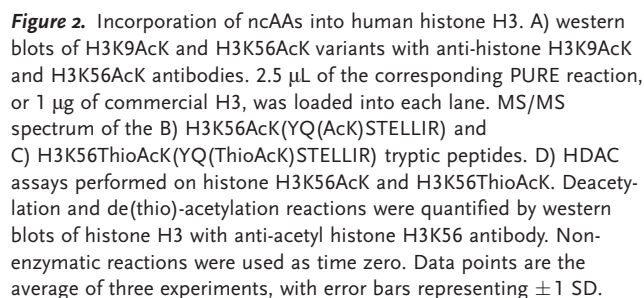 Figure 2. Incorporation of ncAAs into human histone H3. A) western
blots of H3K9AcK and H3K56AcK variants with anti-histone H3K9AcK
and H3K56AcK antibodies. 2.5 μL of the corresponding PURE reaction,
or 1 μg of commercial H3, was loaded into each lane. MS/MS
spectrum of the B) H3K56AcK(YQ(AcK)STELLIR) and
C) H3K56ThioAcK(YQ(ThioAcK)STELLIR) tryptic peptides. D) HDAC
assays performed on histone H3K56AcK and H3K56ThioAcK. Deacety-
lation and de(thio)-acetylation reactions were quantified by western
blots of histone H3 with anti-acetyl histone H3K56 antibody. Non-
enzymatic reactions were used as time zero. Data points are the
average of three experiments, with error bars representing ±1 SD.